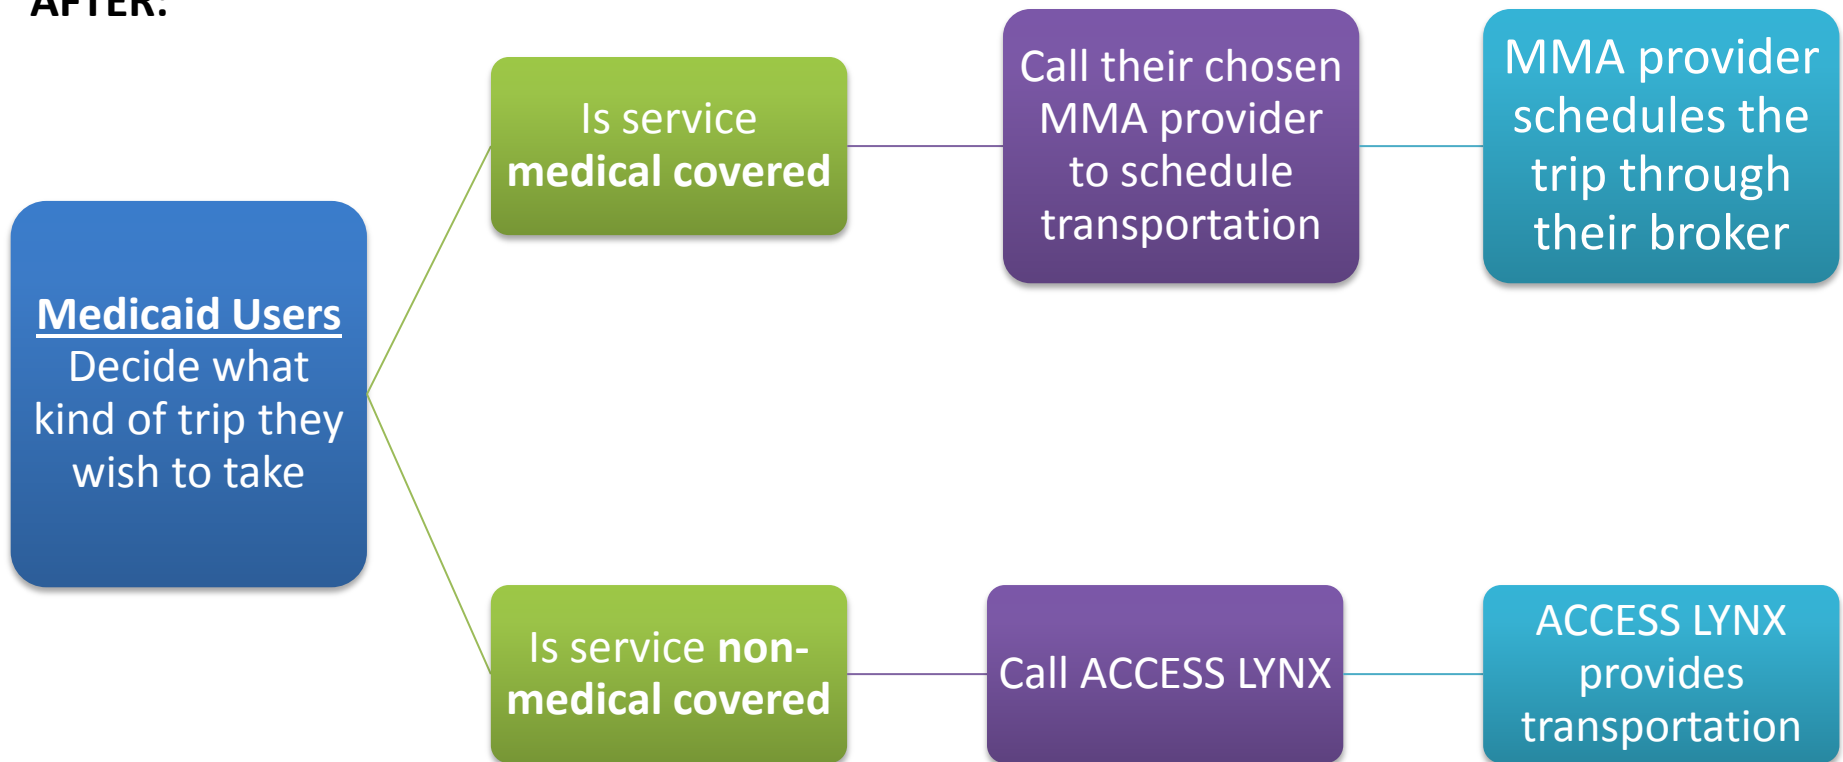 AFTER:
Medicaid Users
Decide what
kind of trip they
wish to take
Is service
medical covered
Call their chosen
MMA provider
to schedule
transportation
MMA provider
schedules the
trip through
their broker
Is service non-
medical covered
Call ACCESS LYNX
ACCESS LYNX
provides
transportation